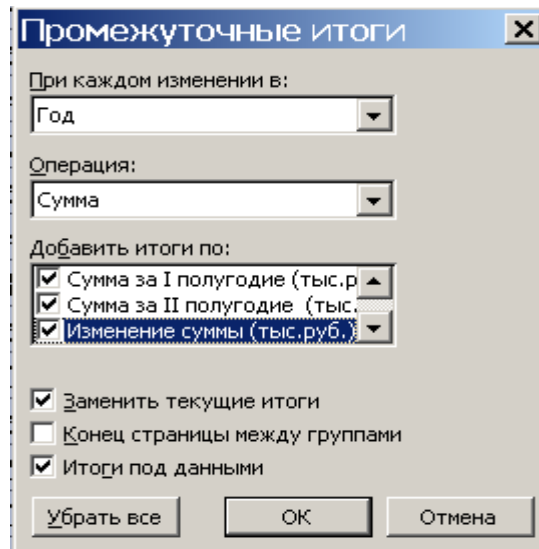 Промежуточные итоги
При каждом изменении в:
Год
Операция:
Сумма
Добавить итоги по:
Сумма за I полугодие (тыс.р
Сумма за II полугодие (тыс.
Изменение суммы (тыс.руб.)
Заменить текущие итоги
Конец страницы между группами
Итоги под данными
Убрать все
ОК
Отмена